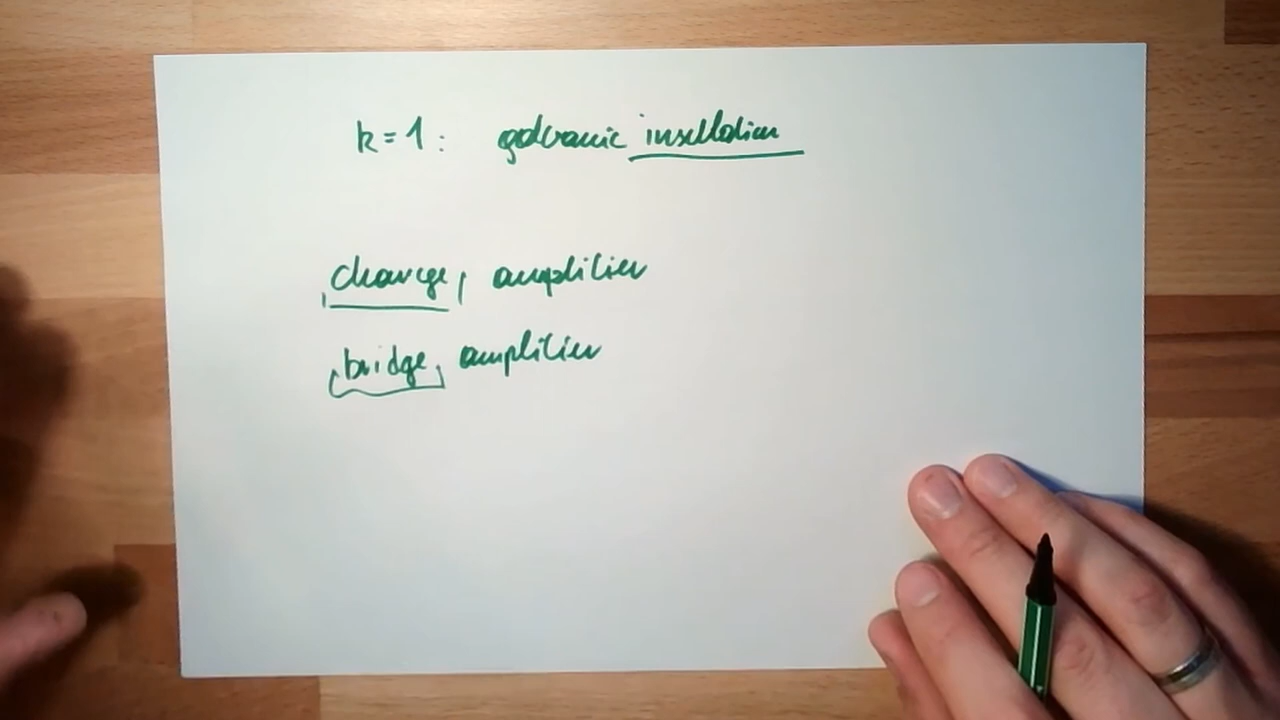 k=1: galvanic insulation
charge, amplifier
bridge, amplifier